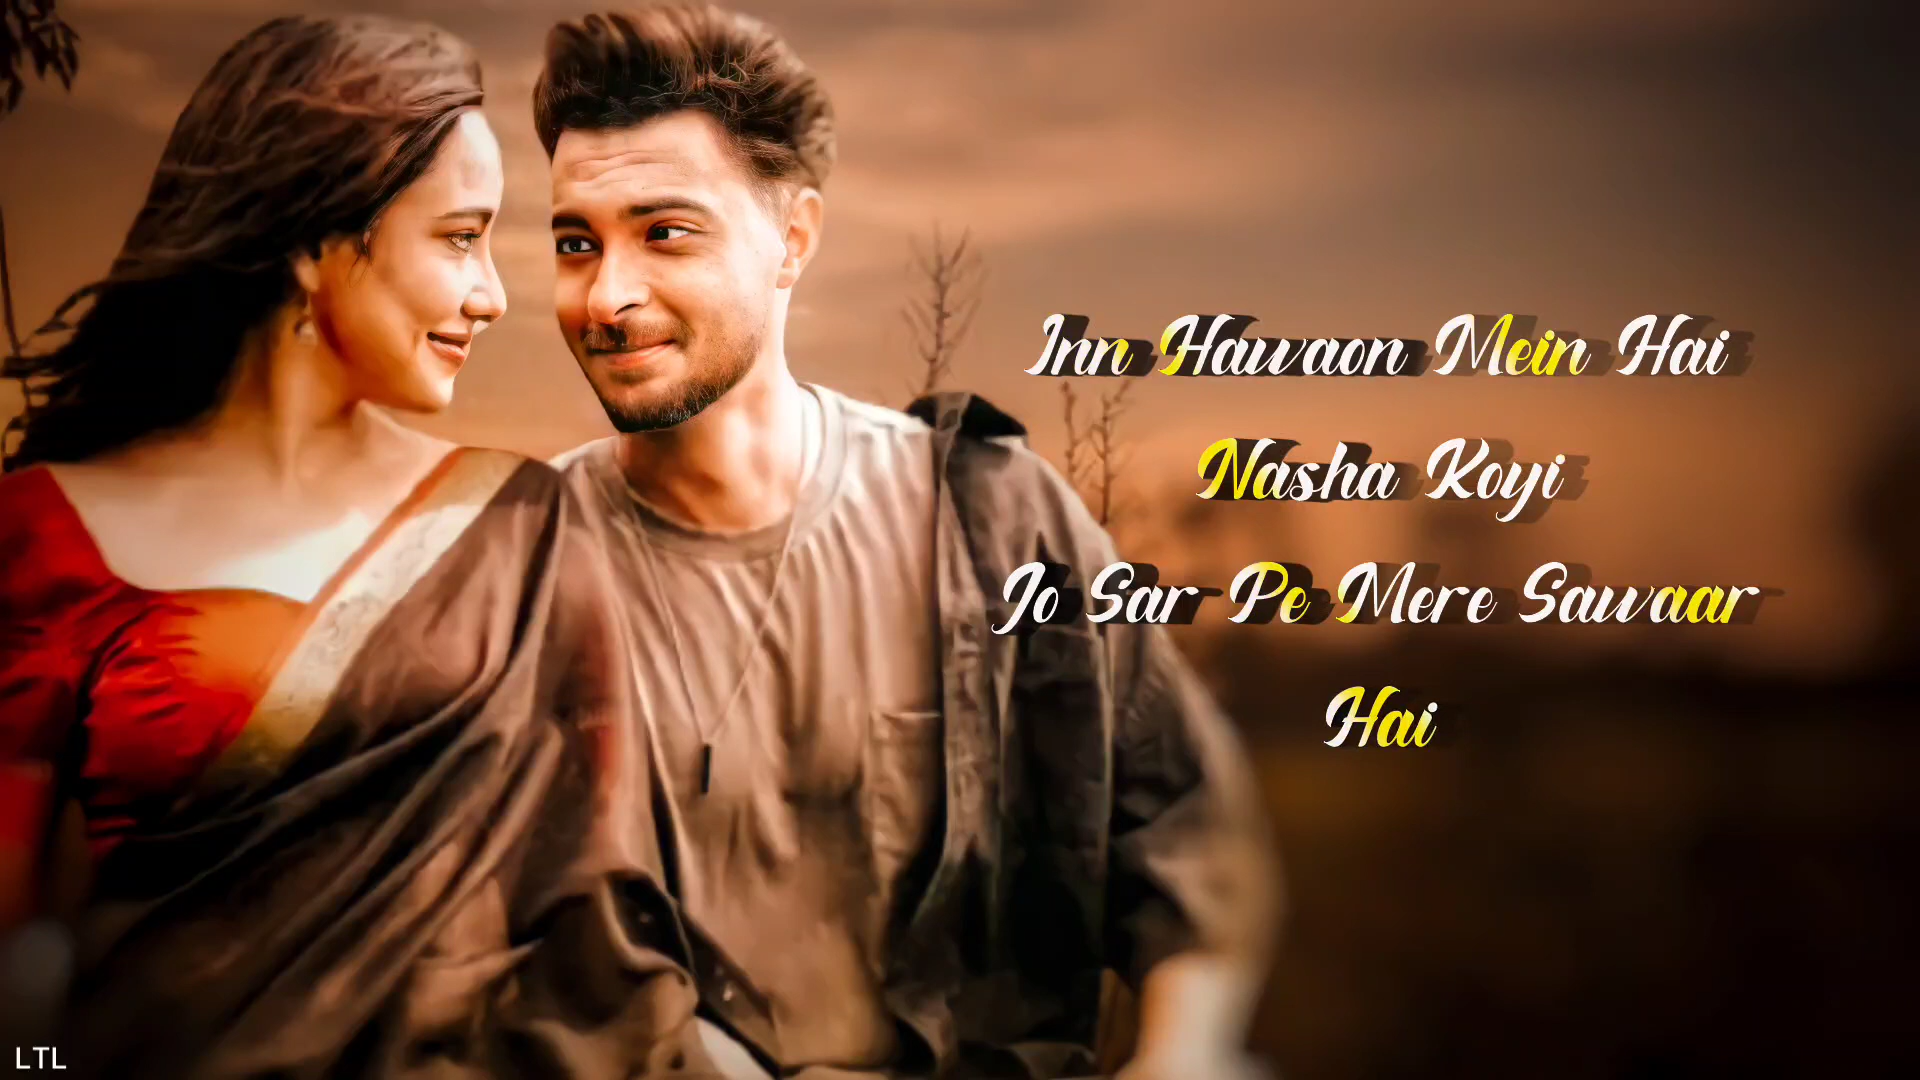 Inn Hawaon Mein Hai
Nasha Koyi
Jo Sar Pe Mere Sawaar
Hai
LTL